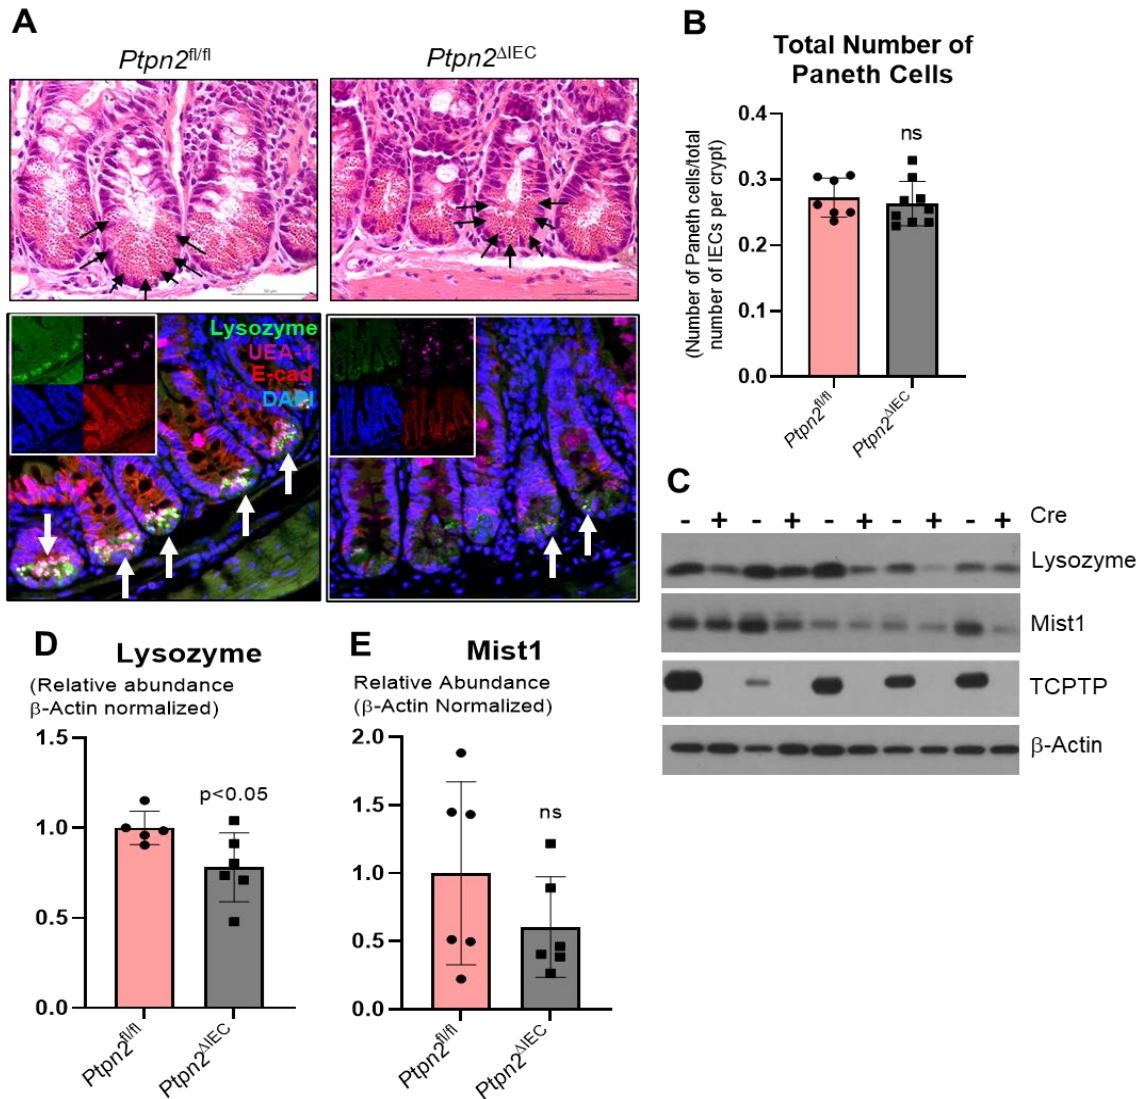 A
Ptpn2fl/fl
Ptpn2ΔIEC
Lysozyme
UEA-1
E-cad
DAPI
B
Total Number of
Paneth Cells
(Number of Paneth cells/total
number of IECs per crypt)
0.4
0.3
0.2
0.1
0.0
ns
Ptpn2fl/fl
Ptpn2ΔIEC
C
- + - + - + - + - + Cre
Lysozyme
Mist1
TCPTP
β-Actin
D
Lysozyme
(Relative abundance
β-Actin normalized)
1.5
1.0
0.5
0.0
p<0.05
Ptpn2fl/fl
Ptpn2ΔIEC
E
Mist1
Relative Abundance
(β-Actin Normalized)
2.0
1.5
1.0
0.5
0.0
ns
Ptpn2fl/fl
Ptpn2ΔIEC